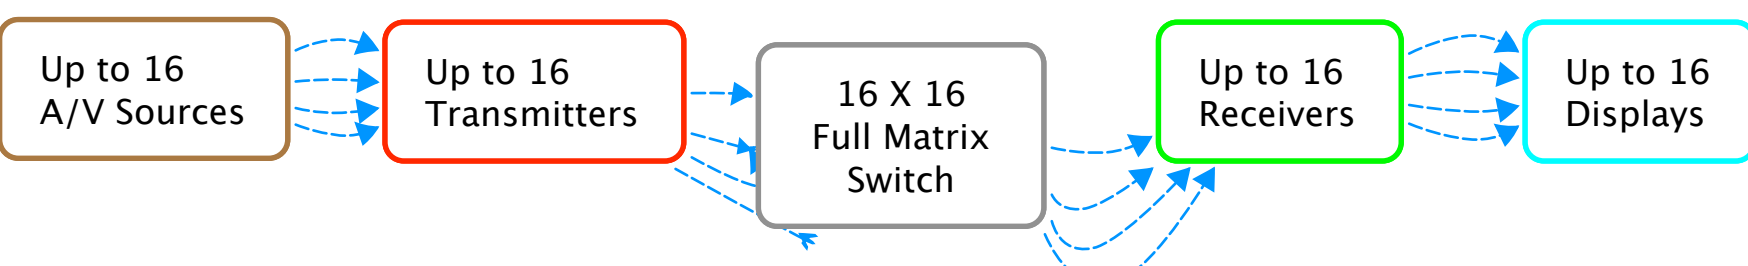 Up to 16
A/V Sources
Up to 16
Transmitters
16 X 16
Full Matrix
Switch
Up to 16
Receivers
Up to 16
Displays